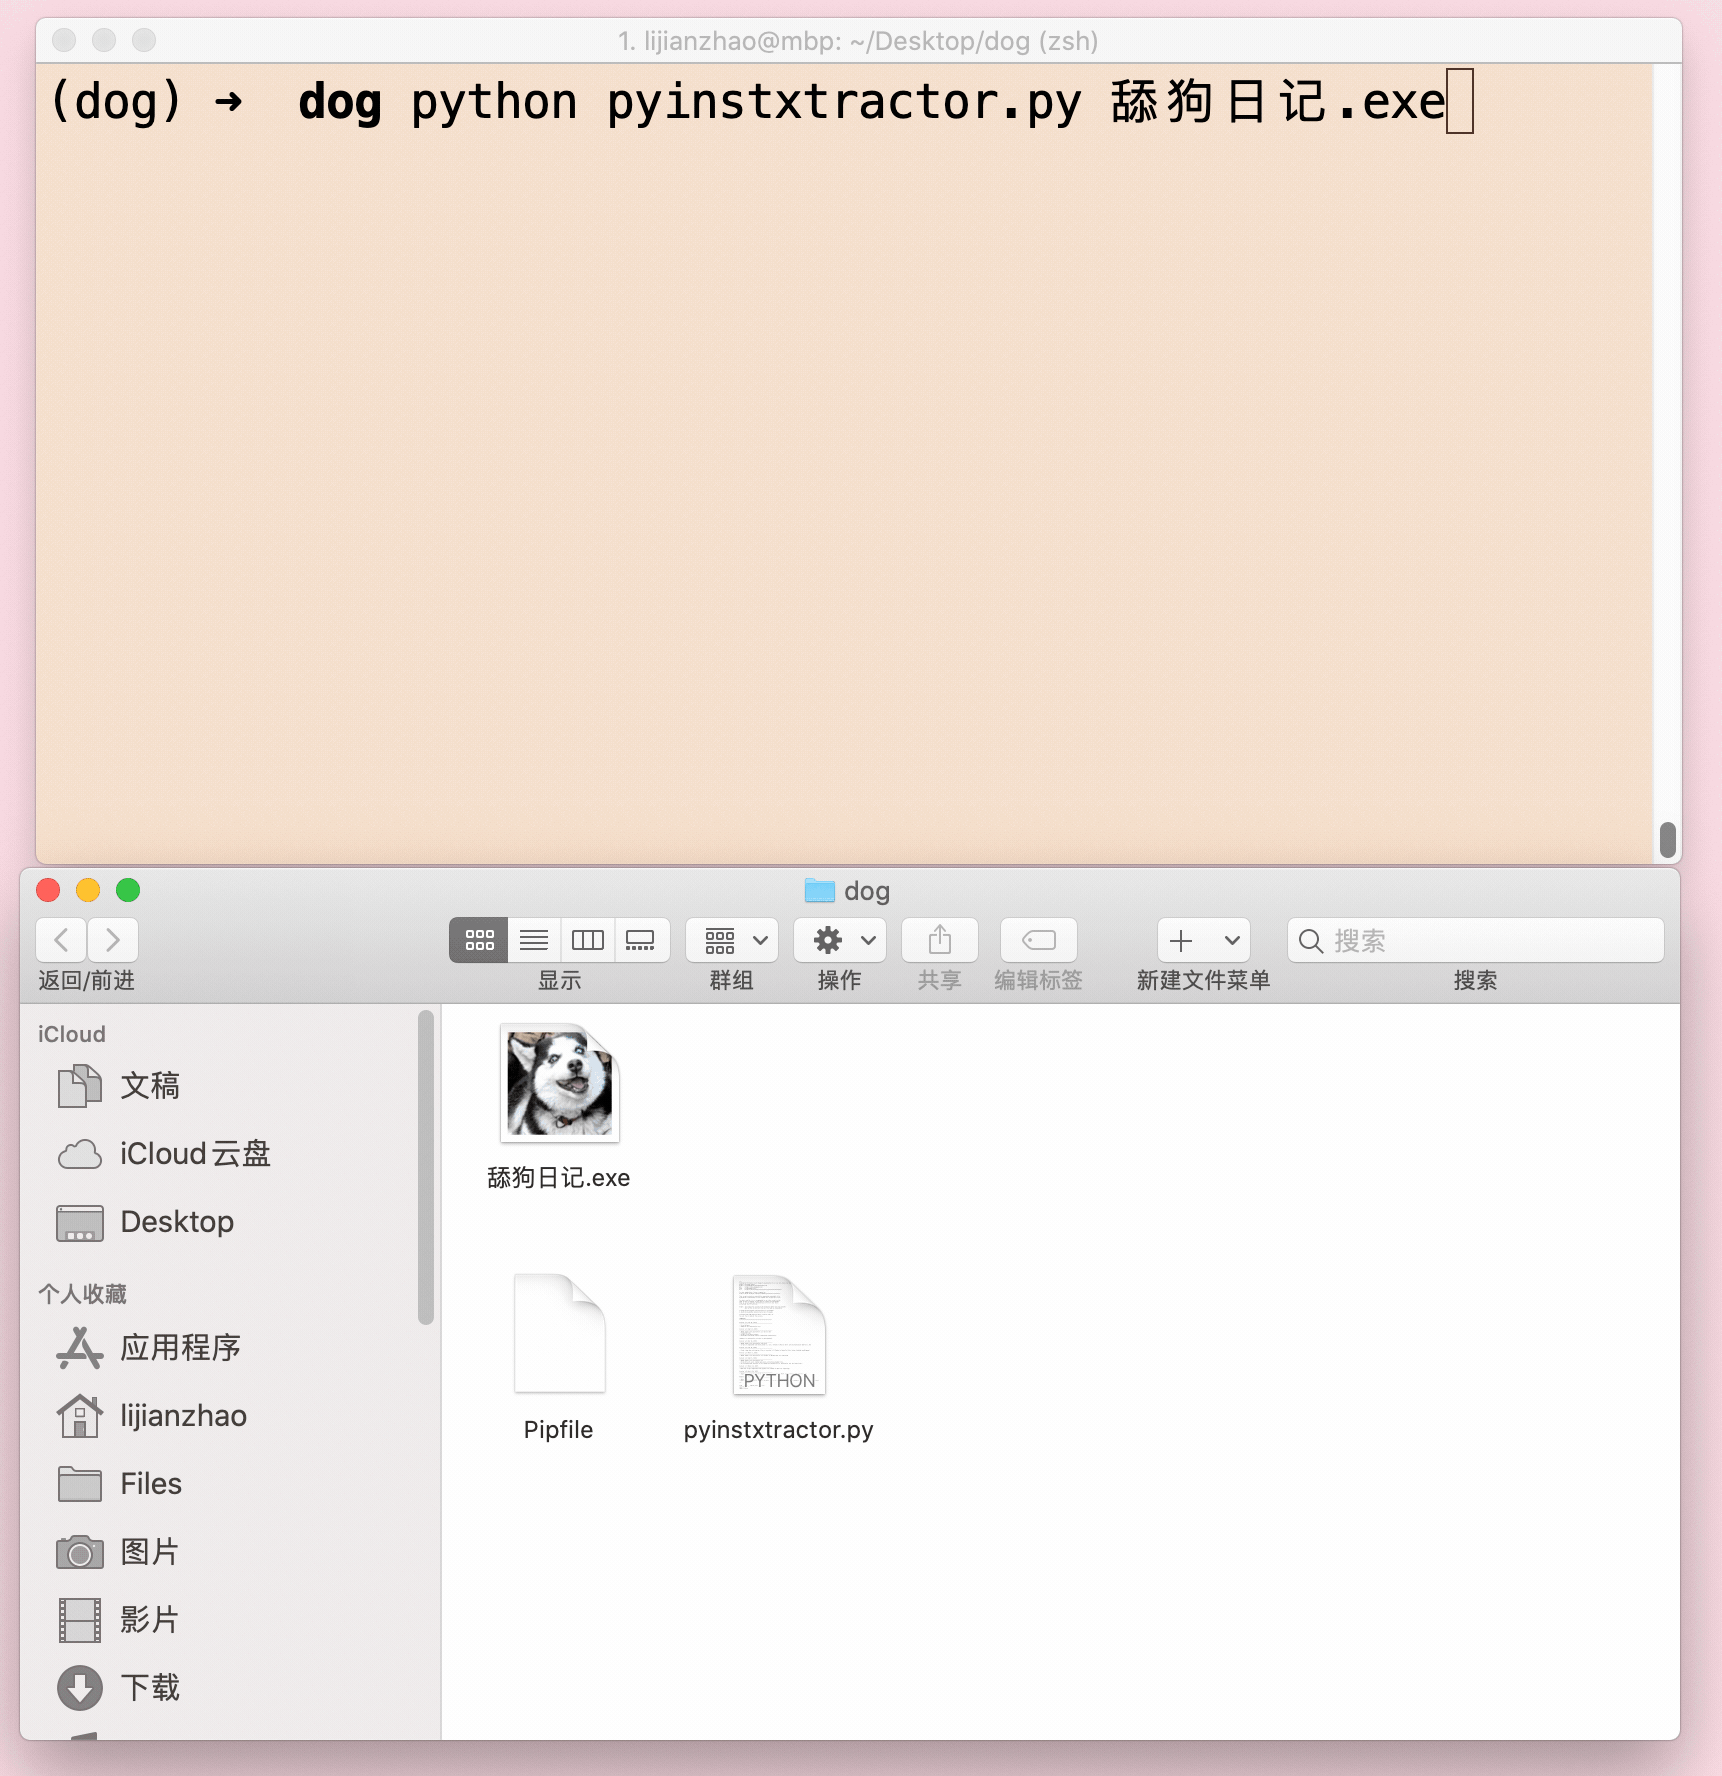 1. lijianzhao@mbp: ~/Desktop/dog (zsh)
(dog) ➜  dog python pyinstxtractor.py 舔狗日记.exe
dog
搜索
返回/前进 显示 群组 操作 共享 编辑标签 新建文件菜单 搜索
iCloud
文稿
iCloud云盘
Desktop
个人收藏
应用程序
lijianzhao
Files
图片
影片
下载
舔狗日记.exe
PYTHON
Pipfile
pyinstxtractor.py